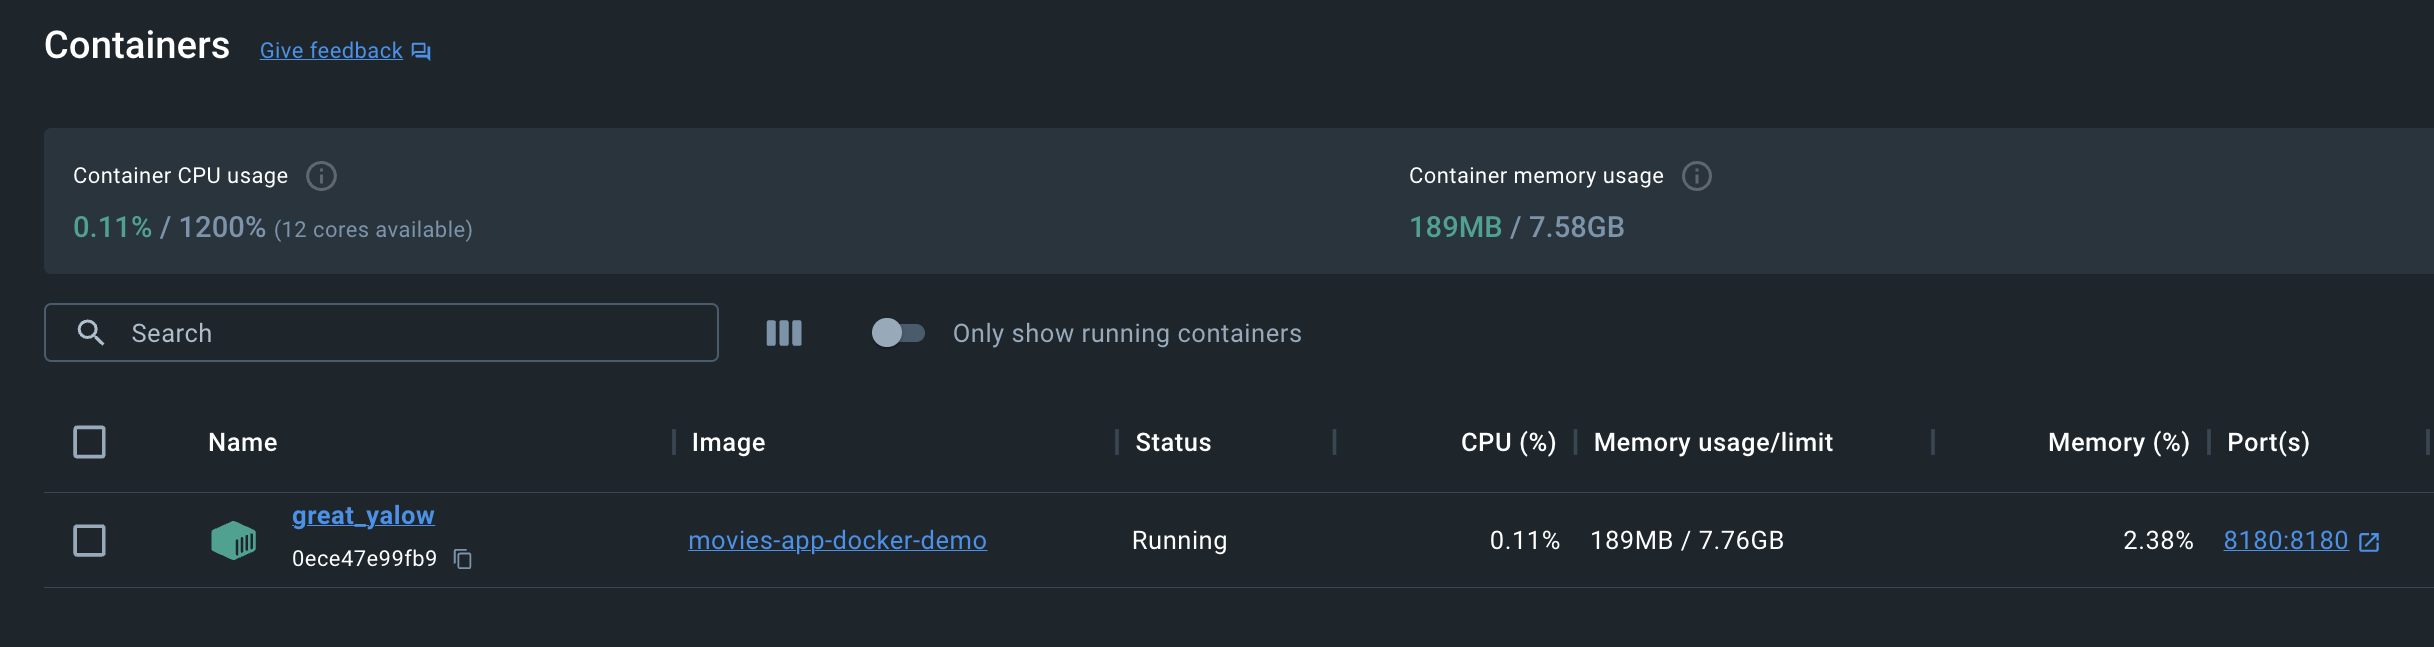 Containers Give feedback
Container CPU usage
0.11% / 1200% (12 cores available)
Container memory usage
189MB / 7.58GB
Search
Only show running containers
Name Image Status CPU (%) Memory usage/limit Memory (%) Port(s)
great_yalow
0ece47e99fb9
movies-app-docker-demo Running 0.11% 189MB / 7.76GB 2.38% 8180:8180